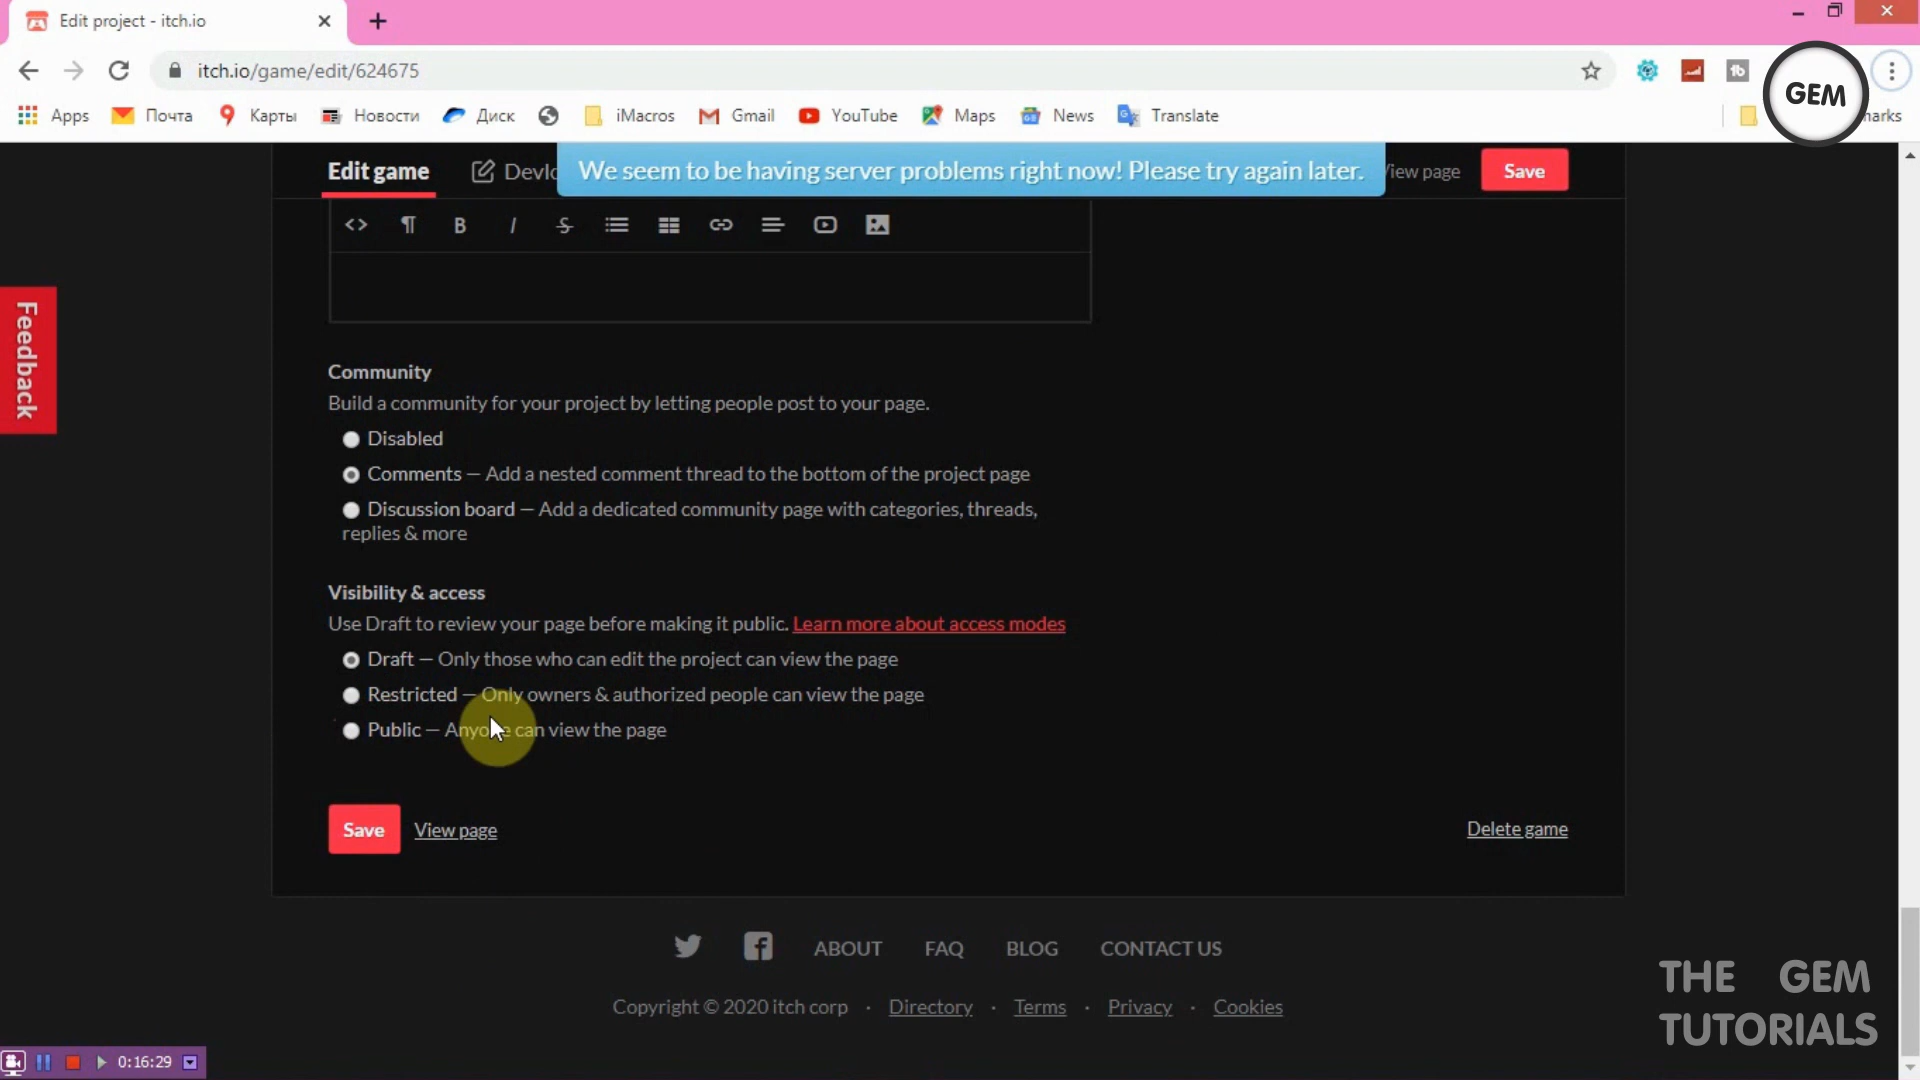 Edit project - itch.io
itch.io/game/edit/624675
GEM
Apps Почта Карты Новости Диск iMacros Gmail YouTube Maps News Translate
Edit game
We seem to be having server problems right now! Please try again later.
Save
B I S
Feedback
Community
Build a community for your project by letting people post to your page.
Disabled
Comments — Add a nested comment thread to the bottom of the project page
Discussion board — Add a dedicated community page with categories, threads,
replies & more
Visibility & access
Use Draft to review your page before making it public. Learn more about access modes
Draft — Only those who can edit the project can view the page
Restricted — Only owners & authorized people can view the page
Public — Anyone can view the page
Save View page
Delete game
ABOUT FAQ BLOG CONTACT US
Copyright © 2020 itch corp · Directory · Terms · Privacy · Cookies
THE GEM
TUTORIALS
0:16:29